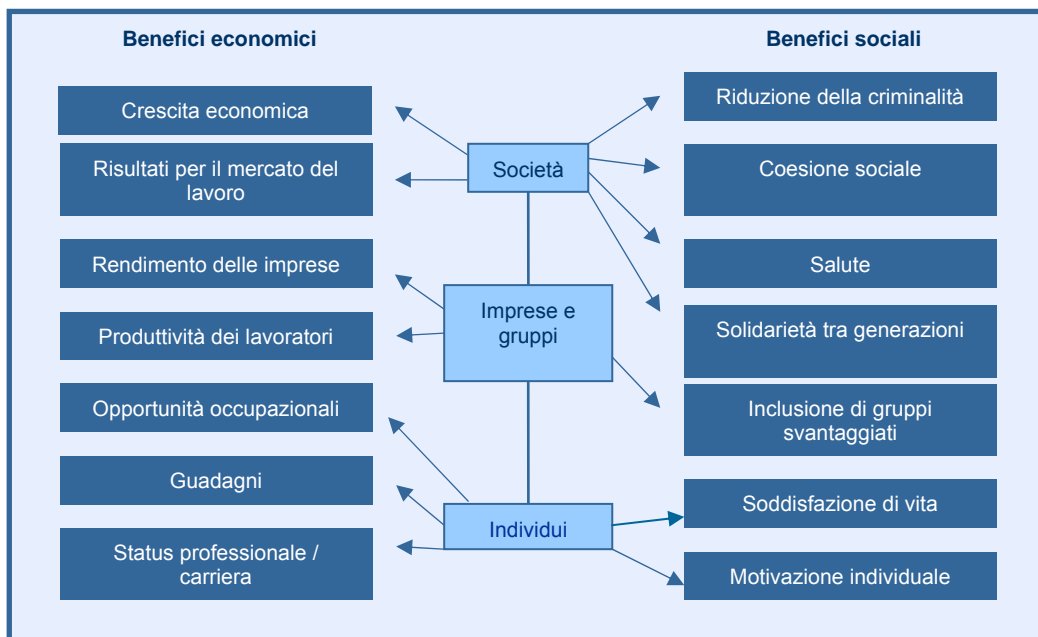 Benefici economici
Crescita economica
Risultati per il mercato del
lavoro
Rendimento delle imprese
Produttività dei lavoratori
Opportunità occupazionali
Guadagni
Status professionale /
carriera
Società
Imprese e
gruppi
Individui
Benefici sociali
Riduzione della criminalità
Coesione sociale
Salute
Solidarietà tra generazioni
Inclusione di gruppi
svantaggiati
Soddisfazione di vita
Motivazione individuale